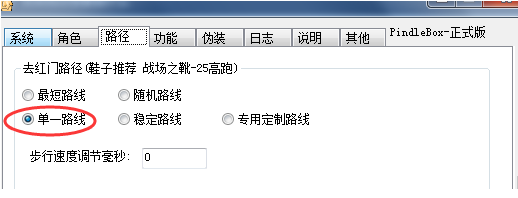 系统 角色 路径 功能 伪装 日志 说明 其他 PindleBox-正式版
去红门路径(鞋子推荐 战场之靴-25高跑)
最短路线 随机路线
单一路线 稳定路线 专用定制路线
步行速度调节毫秒: 0